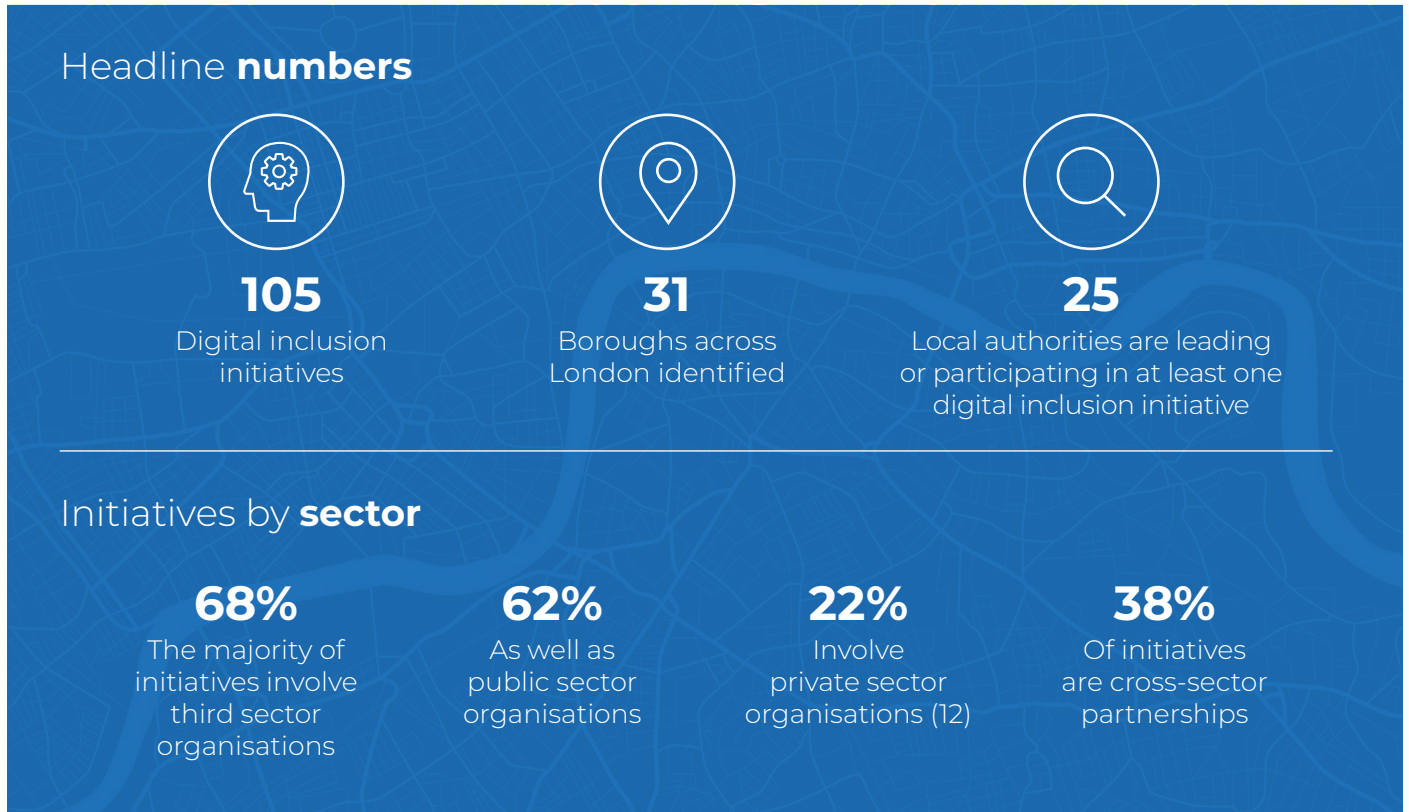 Headline numbers
105
Digital inclusion
initiatives
31
Boroughs across
London identified
25
Local authorities are leading
or participating in at least one
digital inclusion initiative
Initiatives by sector
68%
The majority of
initiatives involve
third sector
organisations
62%
As well as
public sector
organisations
22%
Involve
private sector
organisations (12)
38%
Of initiatives
are cross-sector
partnerships